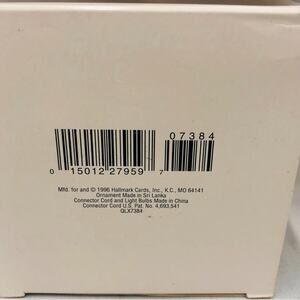 07384
0 15012 27959 7
Mfd. for and © 1996 Hallmark Cards, Inc., K.C., MO 64141
Ornament Made in Sri Lanka
Connector Cord and Light Bulbs Made in China
Connector Cord U.S. Pat. No. 4,693,541
QLX7384